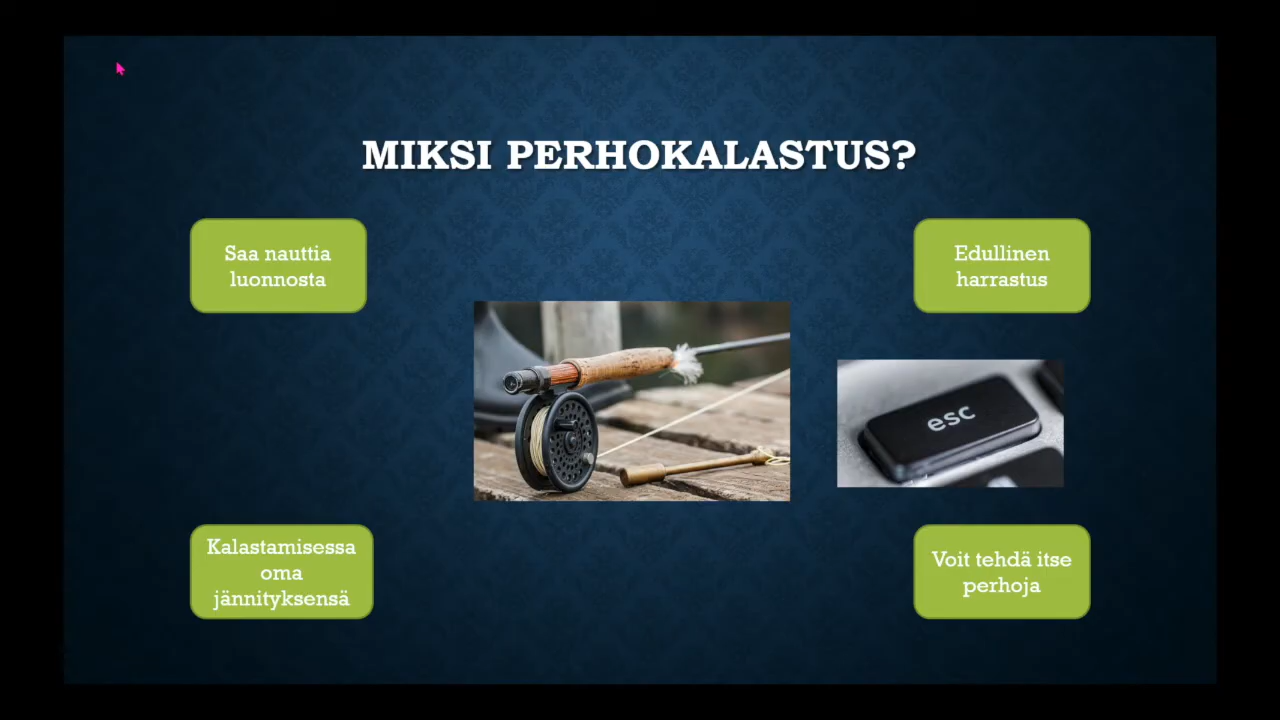 MIKSI PERHOKALASTUS?
Saa nauttia
luonnosta
Edullinen
harrastus
esc
Kalastamisessa
oma
jännityksensä
Voit tehdä itse
perhoja